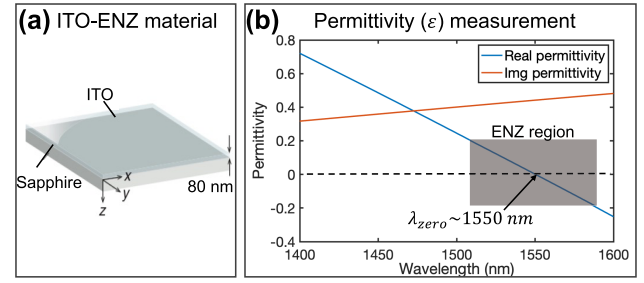 (a) ITO-ENZ material
ITO
Sapphire
x
y
z
80 nm
(b) Permittivity (ε) measurement
Real permittivity
Img permittivity
ENZ region
λzero~1550 nm
Permittivity
0.8
0.6
0.4
0.2
0
-0.2
-0.4
1400
1450
1500
1550
1600
Wavelength (nm)